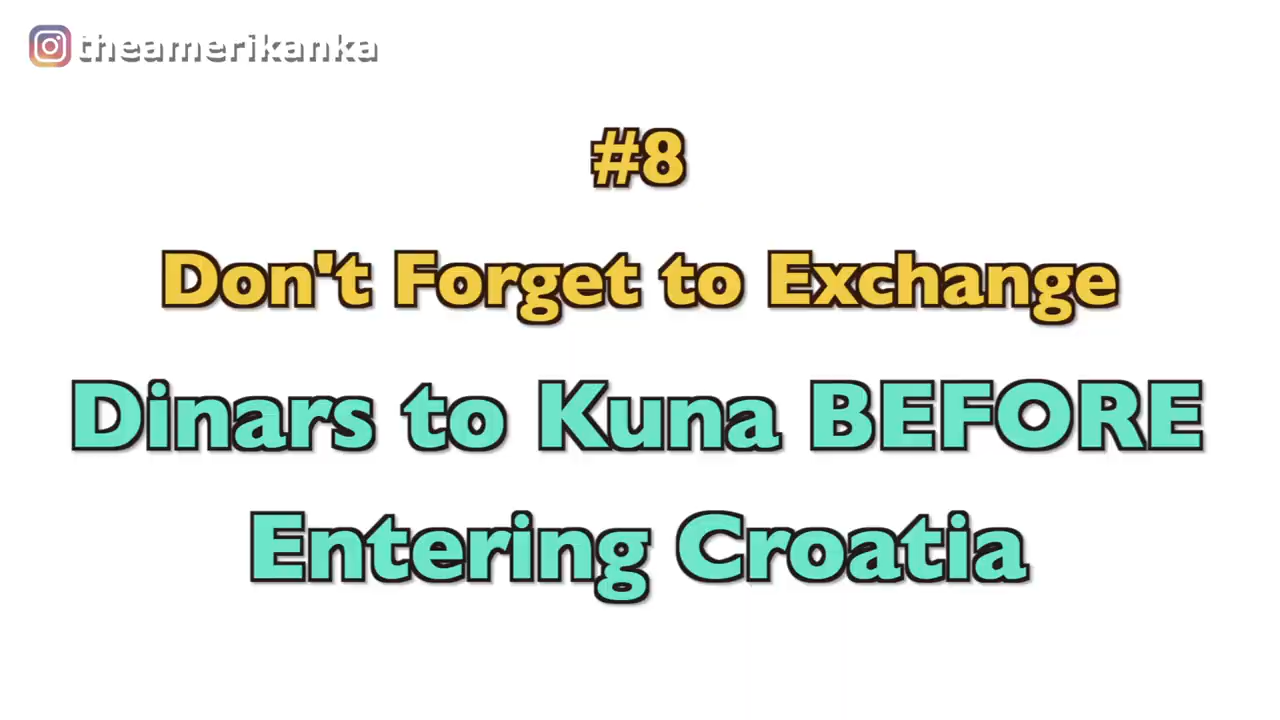 theamerikanka
#8
Don't Forget to Exchange
Dinars to Kuna BEFORE
Entering Croatia